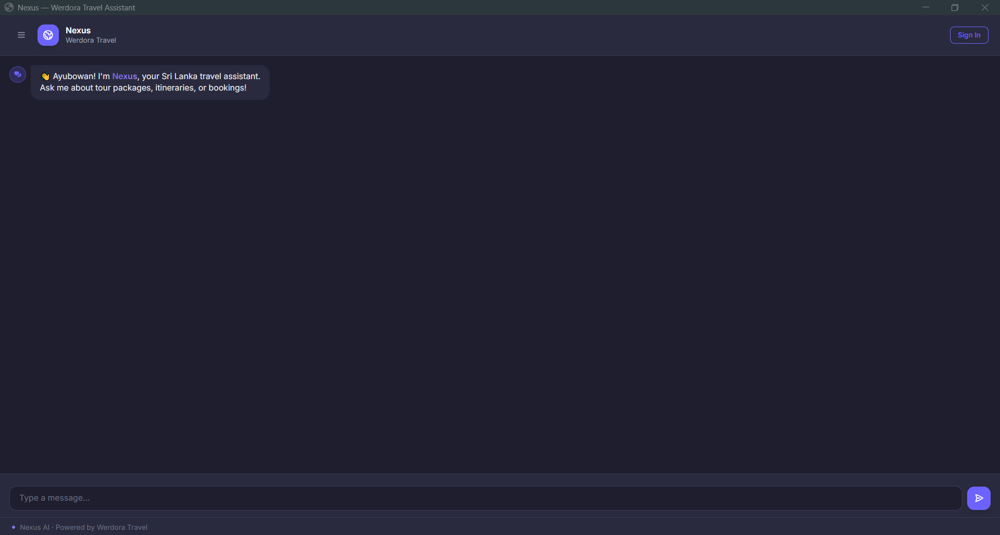 Nexus — Werdora Travel Assistant
Nexus
Werdora Travel
Sign In
👋 Ayubowan! I'm Nexus, your Sri Lanka travel assistant.
Ask me about tour packages, itineraries, or bookings!
Type a message...
Nexus AI · Powered by Werdora Travel